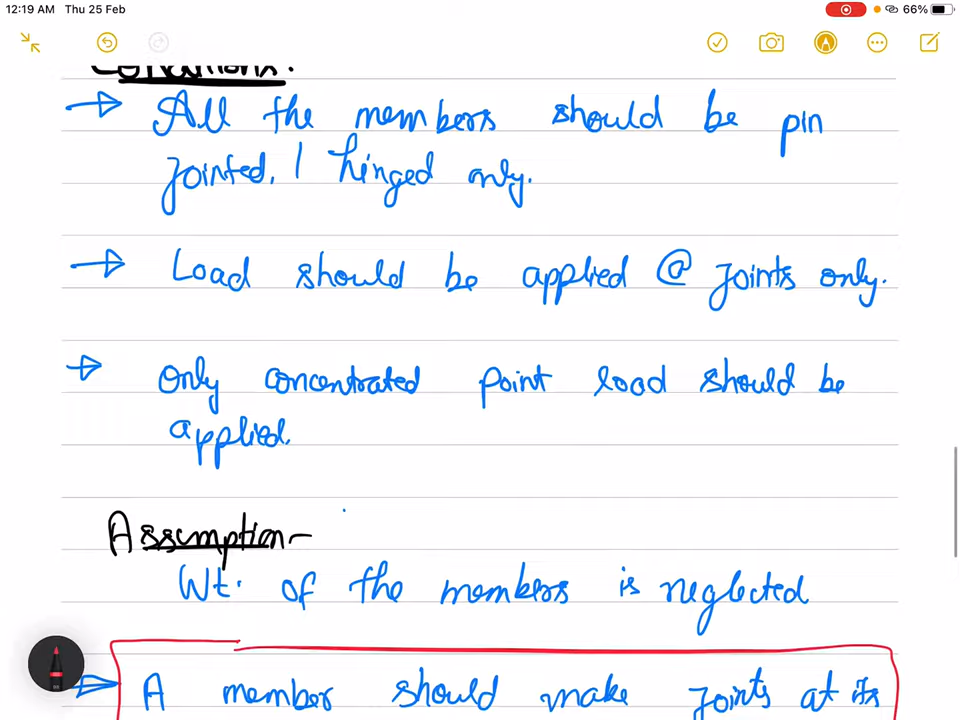 12:19 AM Thu 25 Feb 66%
Conditions:
→ All the members should be pin
jointed. / hinged only.
→ Load should be applied @ joints only.
→ Only concentrated point load should be
applied.
Assumption-
Wt. of the members is neglected
→ A member should make joints at its